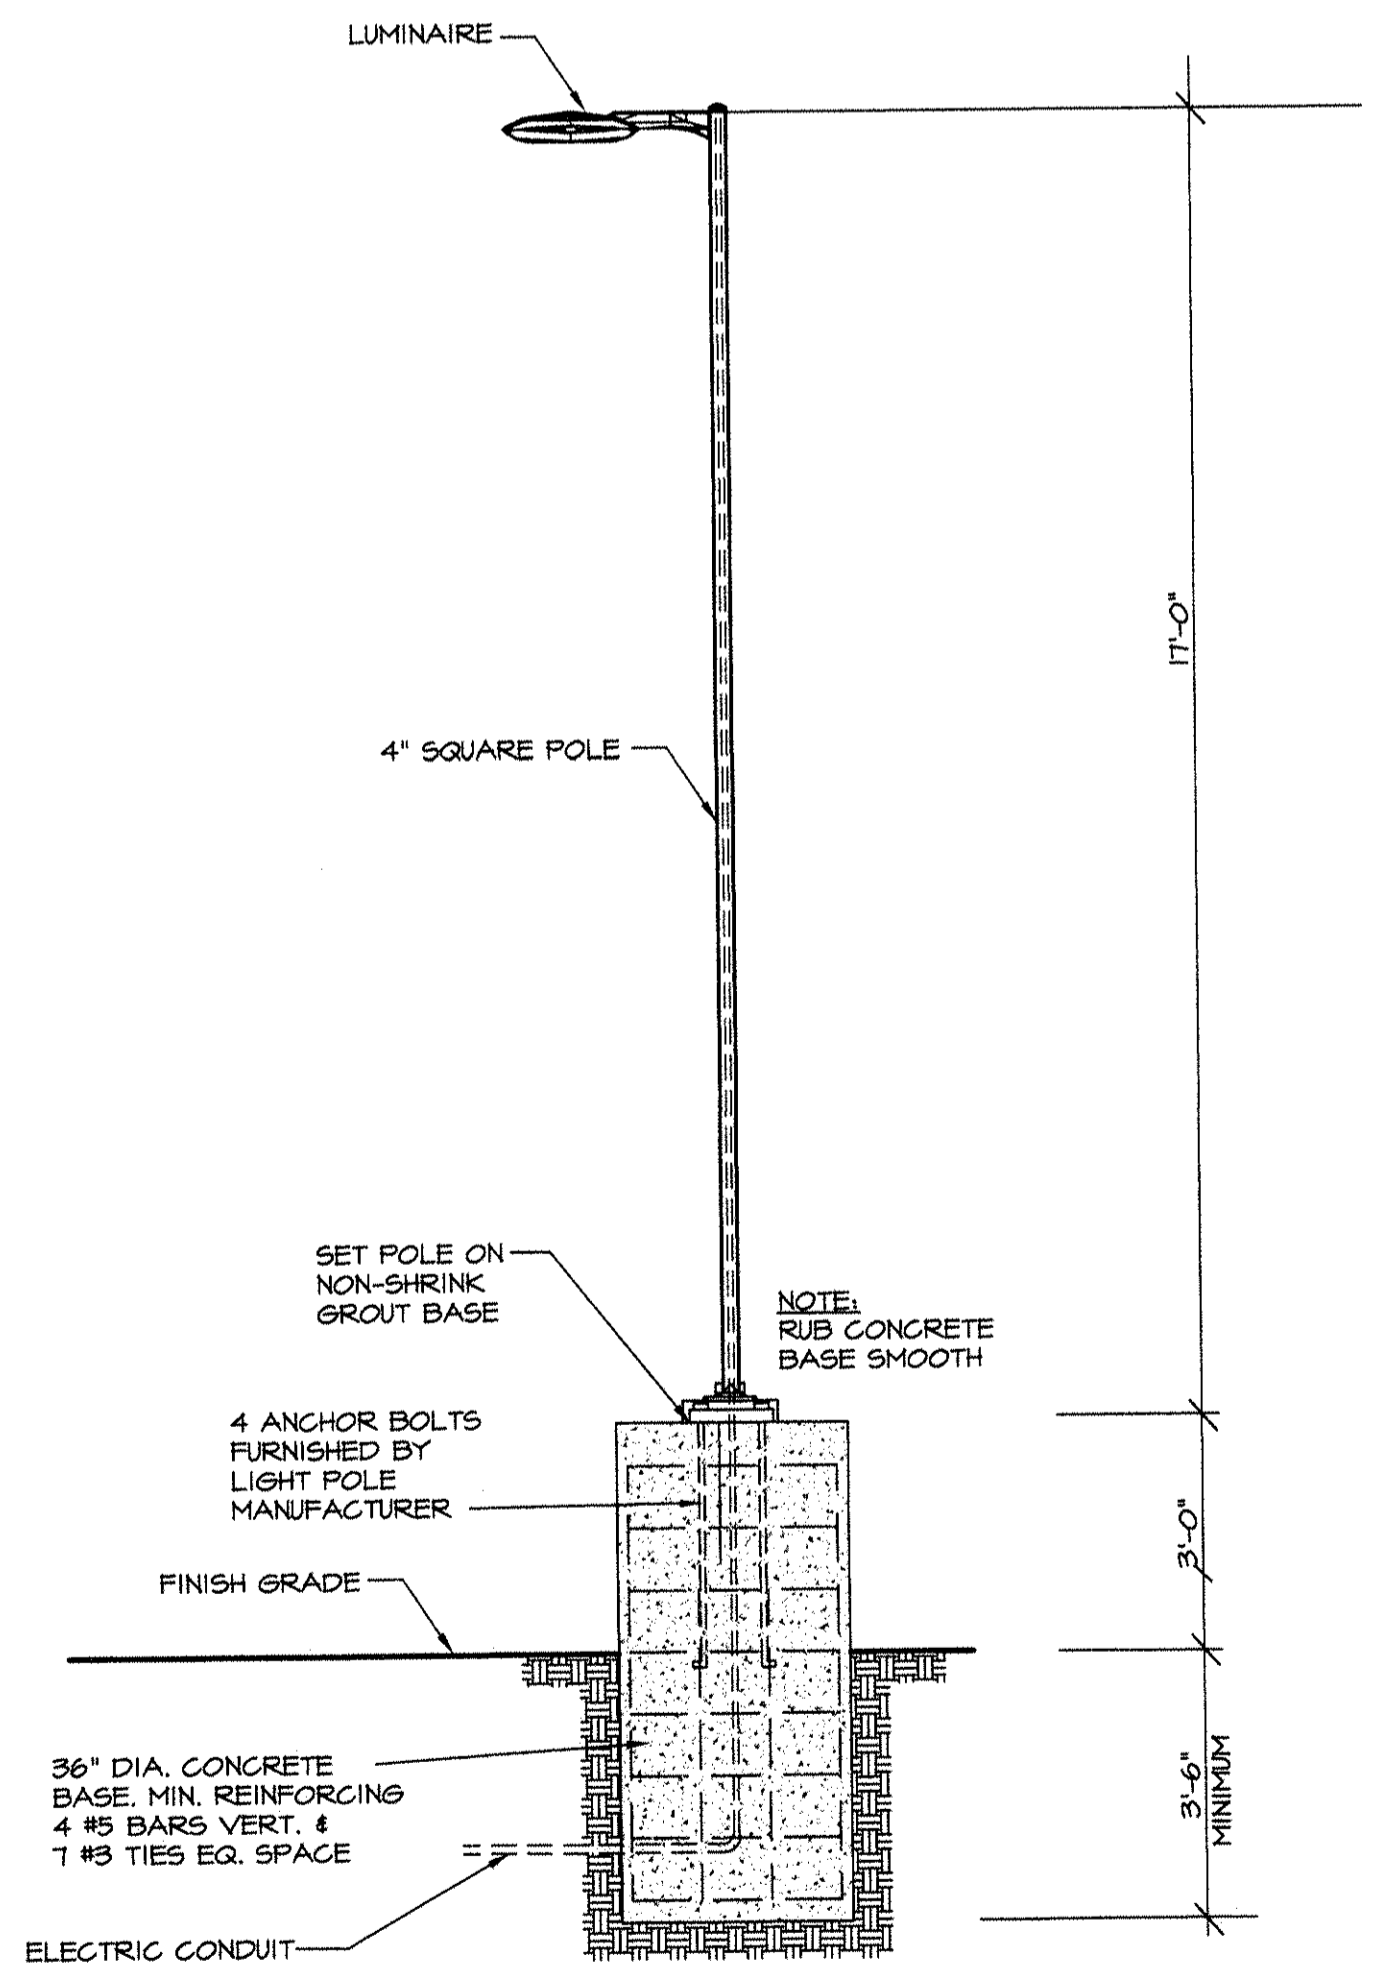 LUMINAIRE
17'-0"
4" SQUARE POLE
SET POLE ON
NON-SHRINK
GROUT BASE
NOTE:
RUB CONCRETE
BASE SMOOTH
4 ANCHOR BOLTS
FURNISHED BY
LIGHT POLE
MANUFACTURER
3'-0"
FINISH GRADE
36" DIA. CONCRETE
BASE. MIN. REINFORCING
4 #5 BARS VERT. &
7 #3 TIES EQ. SPACE
3'-6"
MINIMUM
ELECTRIC CONDUIT